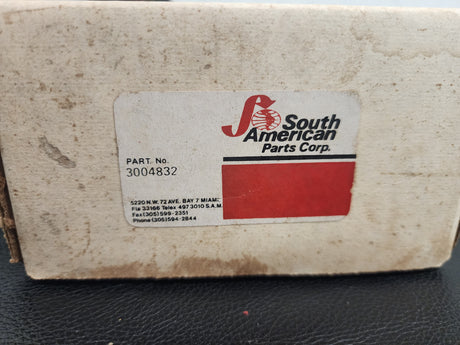 South
American
Parts Corp.
PART. No.
3004832
5220 N.W. 72 AVE. BAY 7 MIAMI
Fla 33166 Telex 497 3010 S.A.M.
Fax (305) 599-2351
Phone (305) 594-2844